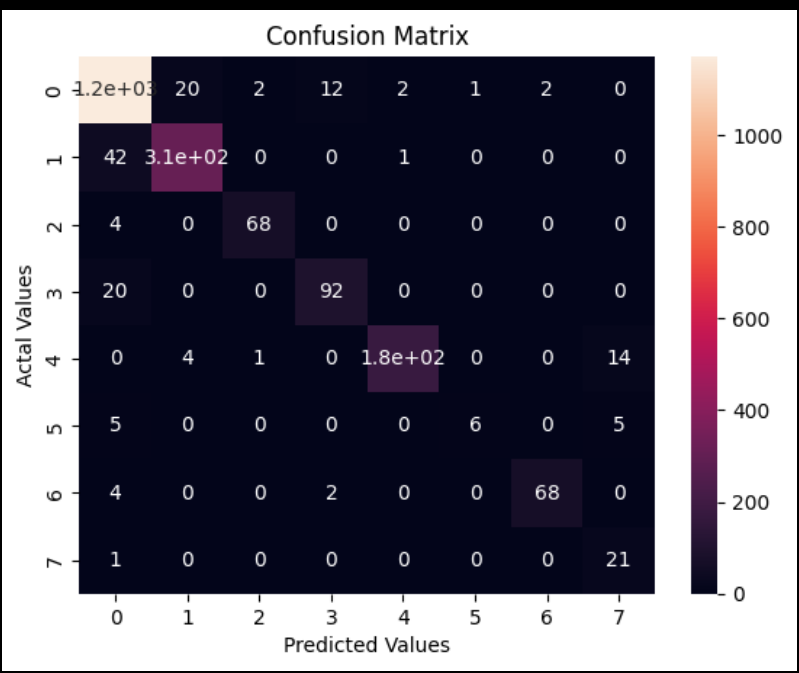 Confusion Matrix
0 1.2e+03 20 2 12 2 1 2 0
1 42 3.1e+02 0 0 1 0 0 0
2 4 0 68 0 0 0 0 0
3 20 0 0 92 0 0 0 0
4 0 4 1 0 1.8e+02 0 0 14
5 5 0 0 0 0 6 0 5
6 4 0 0 2 0 0 68 0
7 1 0 0 0 0 0 0 21
0 1 2 3 4 5 6 7
Predicted Values
Actal Values
1000
800
600
400
200
0